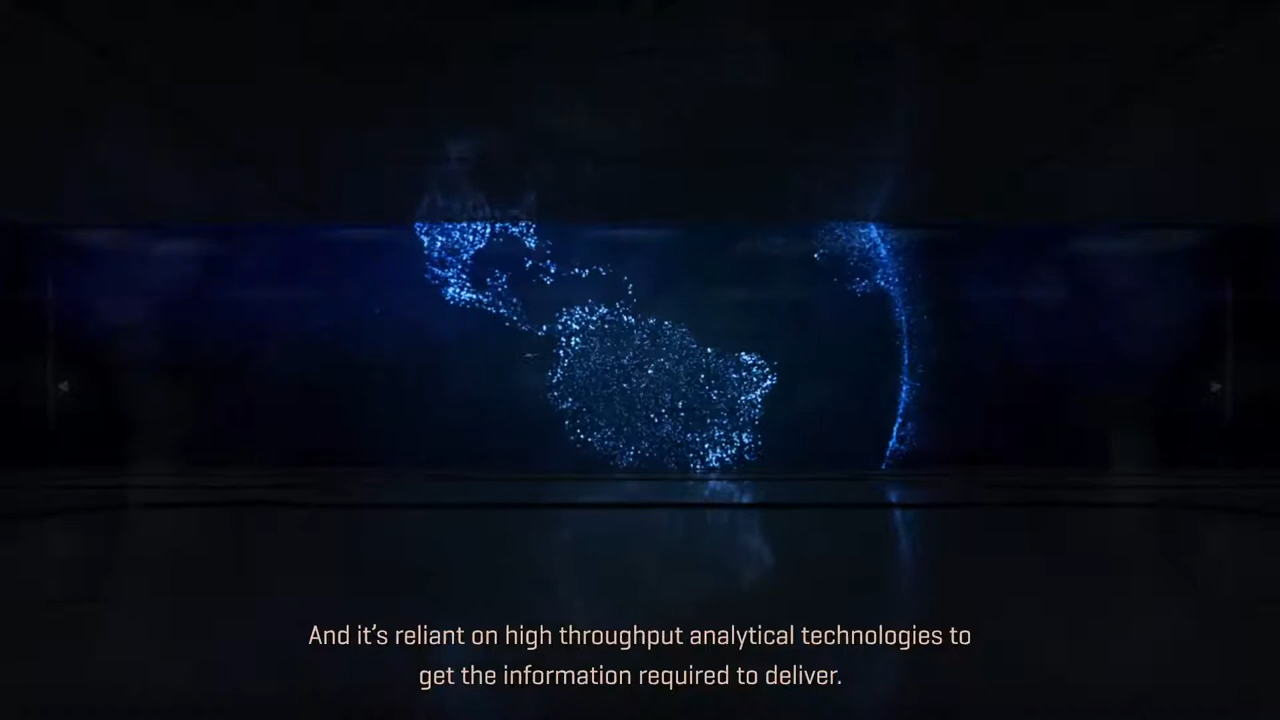 And it’s reliant on high throughput analytical technologies to
get the information required to deliver.